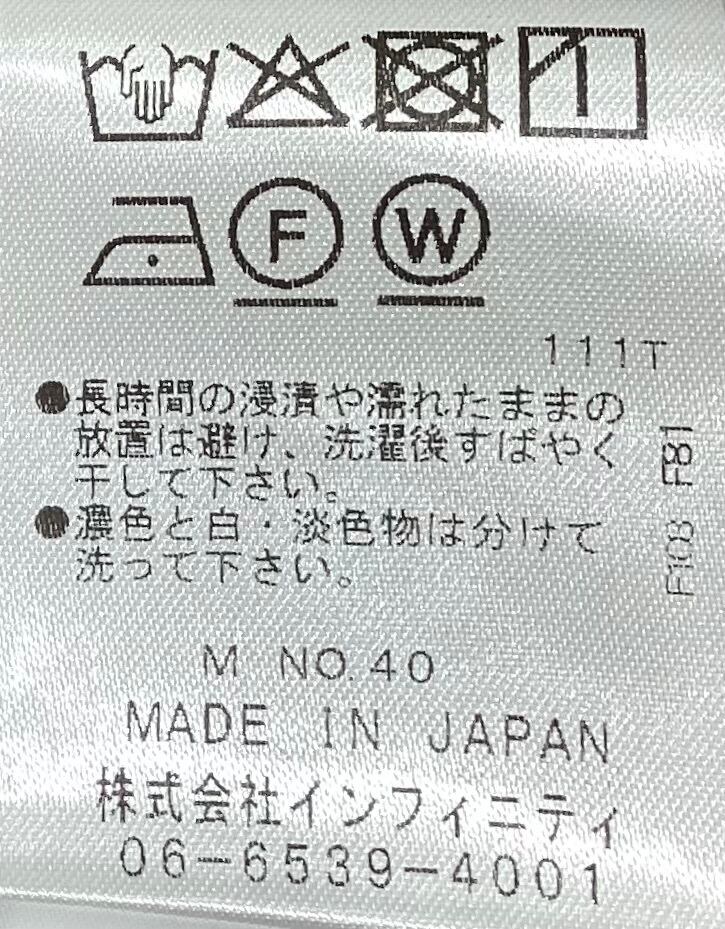 F W
111T
●長時間の浸漬や濡れたままの
放置は避け、洗濯後すばやく
干して下さい。
●濃色と白・淡色物は分けて
洗って下さい。
F108 F81
M NO.40
MADE IN JAPAN
株式会社インフィニティ
06-6539-4001